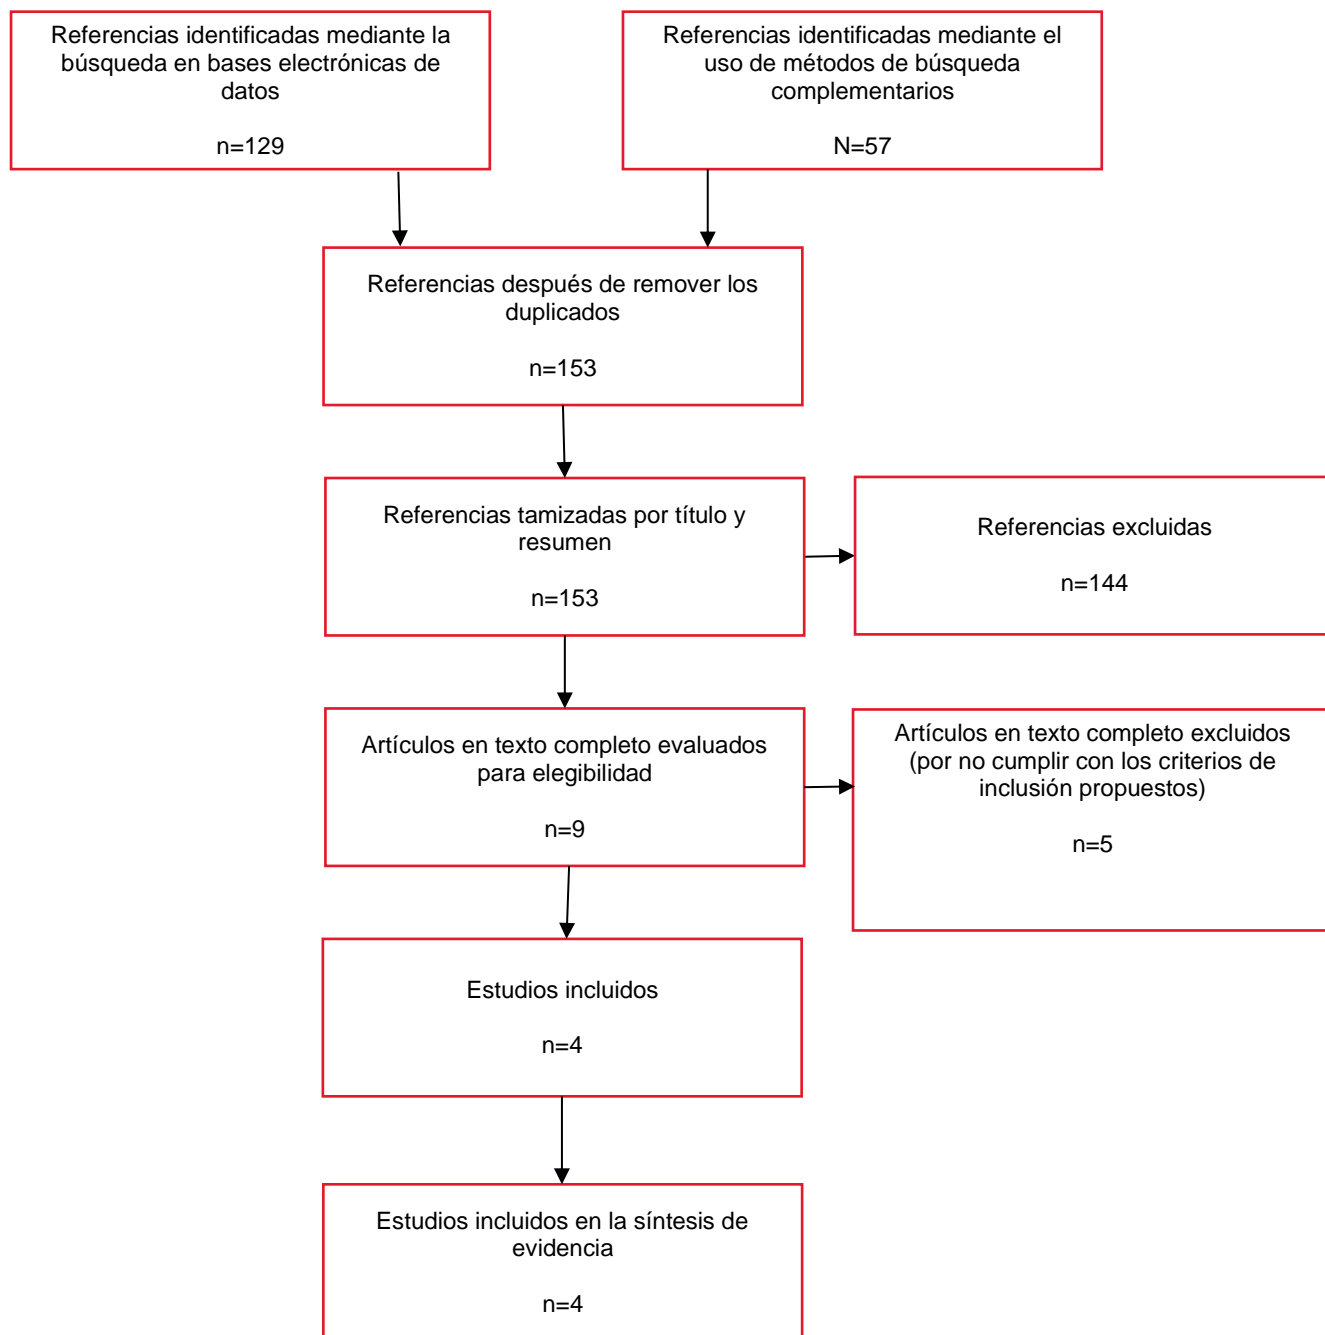 Referencias identificadas mediante la
búsqueda en bases electrónicas de
datos
n=129
Referencias identificadas mediante el
uso de métodos de búsqueda
complementarios
N=57
Referencias después de remover los
duplicados
n=153
Referencias tamizadas por título y
resumen
n=153
Referencias excluidas
n=144
Artículos en texto completo evaluados
para elegibilidad
n=9
Artículos en texto completo excluidos
(por no cumplir con los criterios de
inclusión propuestos)
n=5
Estudios incluidos
n=4
Estudios incluidos en la síntesis de
evidencia
n=4